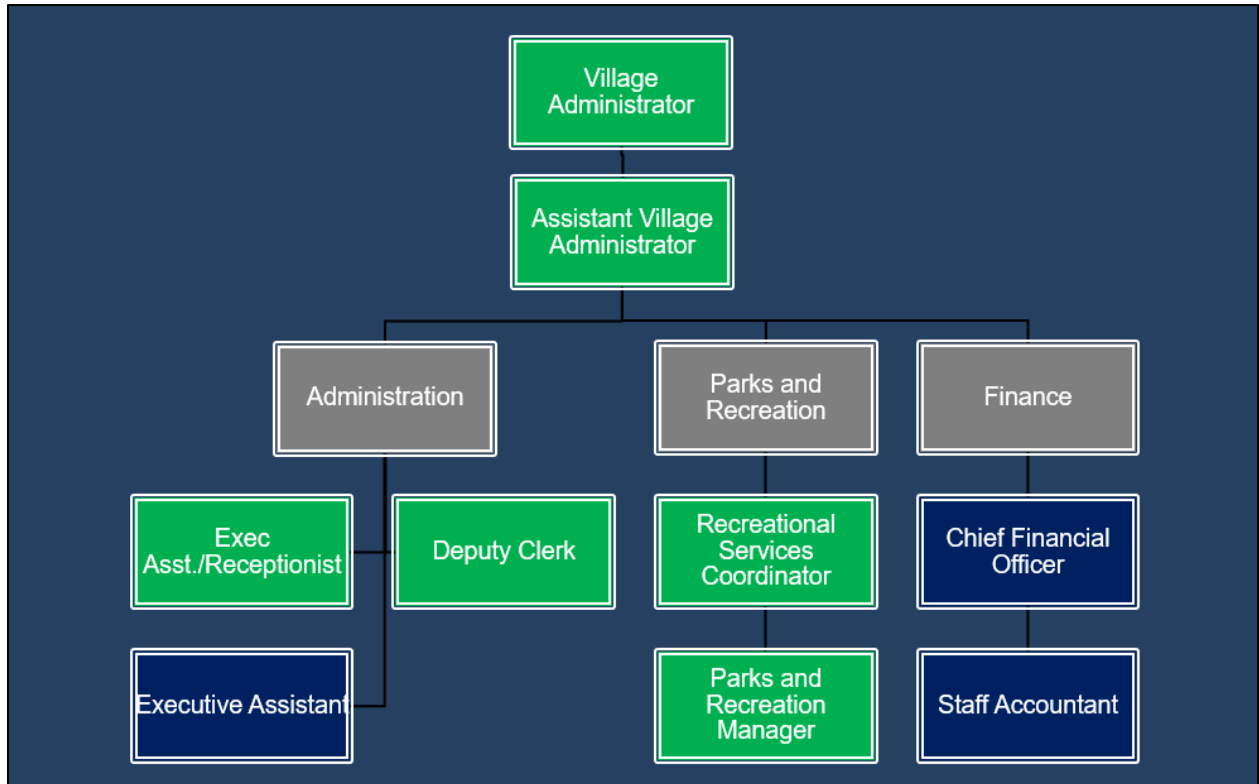 Village
Administrator
Assistant Village
Administrator
Administration
Parks and
Recreation
Finance
Exec
Asst./Receptionist
Deputy Clerk
Recreational
Services
Coordinator
Chief Financial
Officer
Executive Assistant
Parks and
Recreation
Manager
Staff Accountant